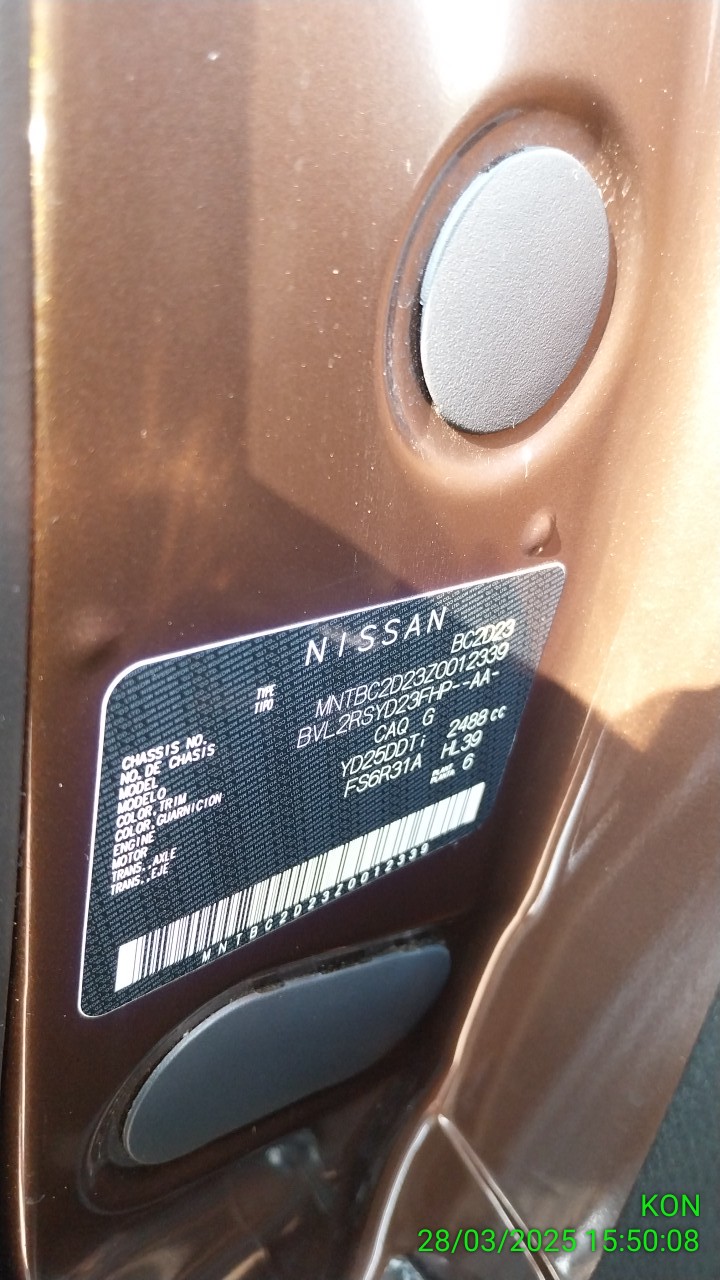 NISSAN
TYPE
TIPO
BC2D23
CHASSIS NO.
NO. DE CHASIS
MNTBC2D23Z0012339
MODEL
MODELO
BVL2RSYD23FHP--AA-
COLOR, TRIM
COLOR, GUARNICION
CAQ G
ENGINE
MOTOR
YD25DDTi 2488 cc
TRANS., AXLE
TRANS., EJE
FS6R31A HL39
PLANT
PLANTA
6
MNTBC2D23Z0012339
KON
28/03/2025 15:50:08